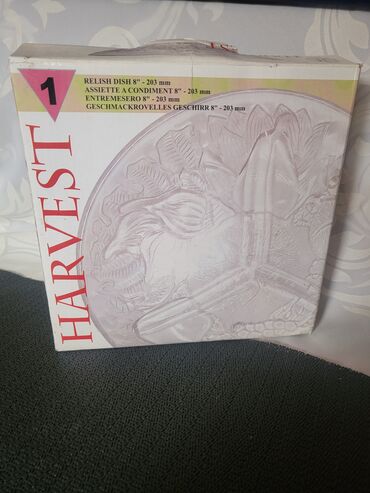 1
RELISH DISH 8" - 203 mm
ASSIETTE A CONDIMENT 8" - 203 mm
ENTREMESERO 8" - 203 mm
GESCHMACKROVELLES GESCHIRR 8" - 203 mm
HARVEST